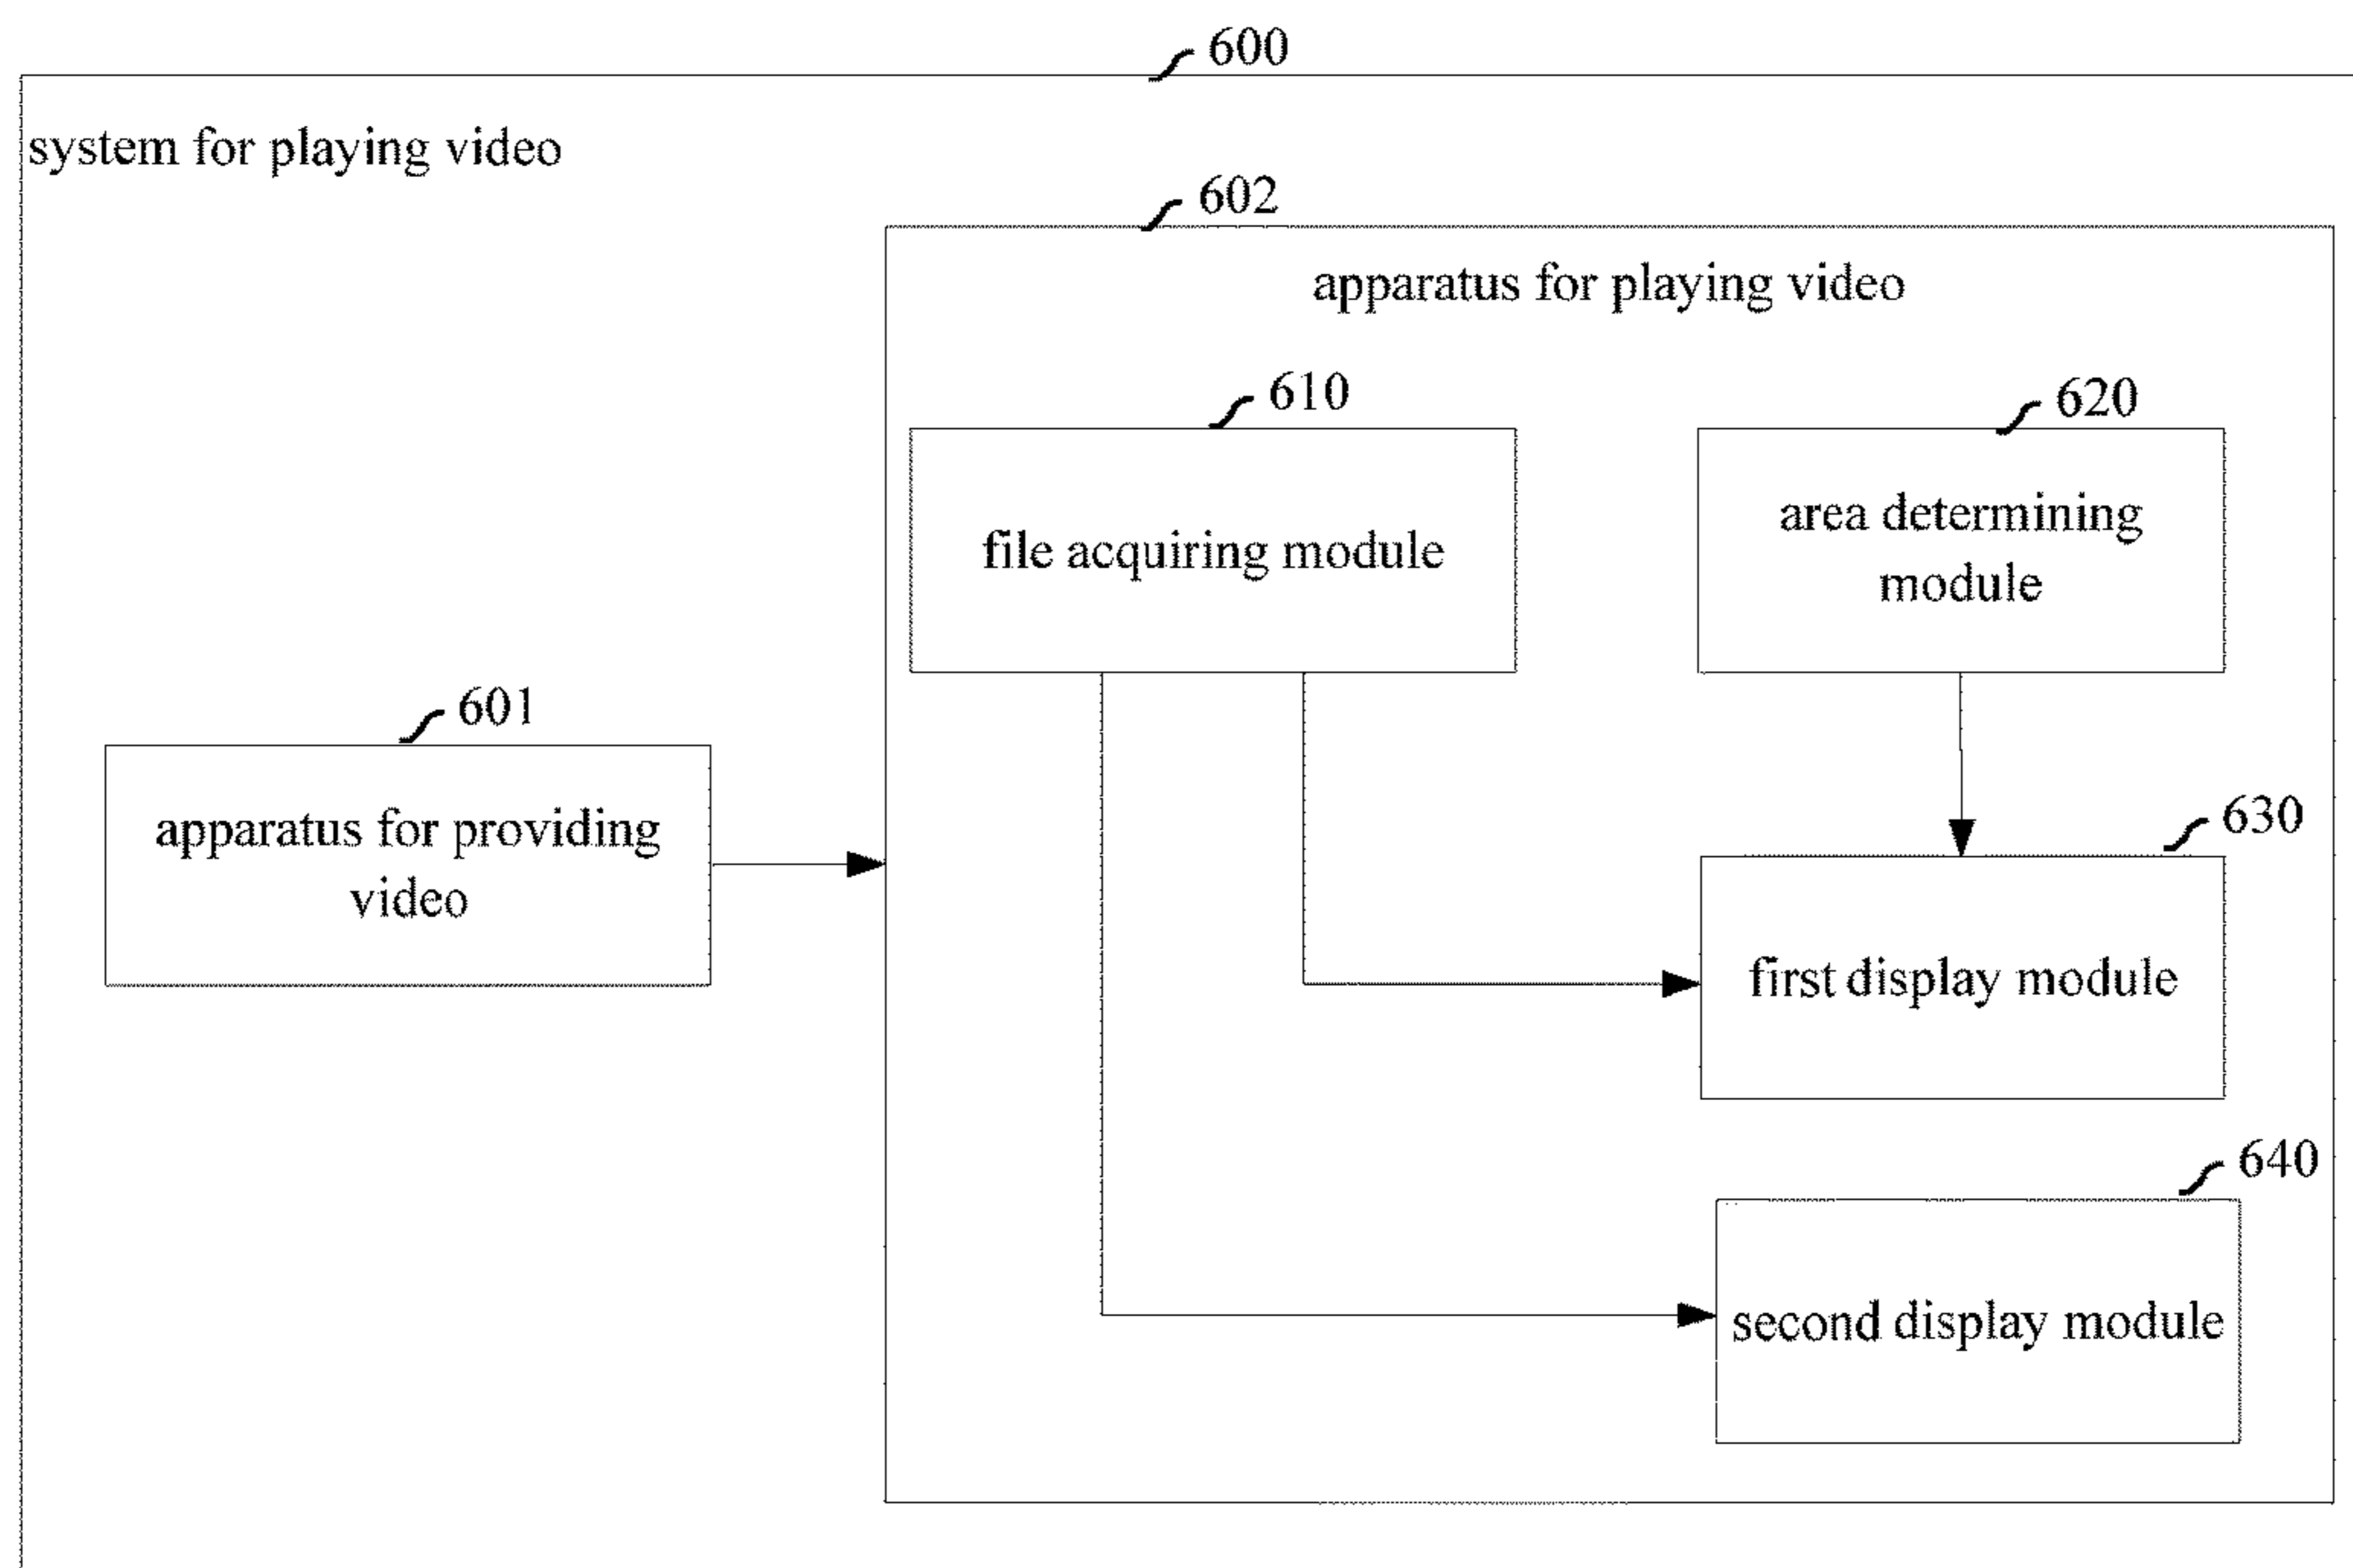 600
system for playing video
602
apparatus for playing video
610
620
file acquiring module
area determining
module
601
apparatus for providing
video
630
first display module
640
second display module